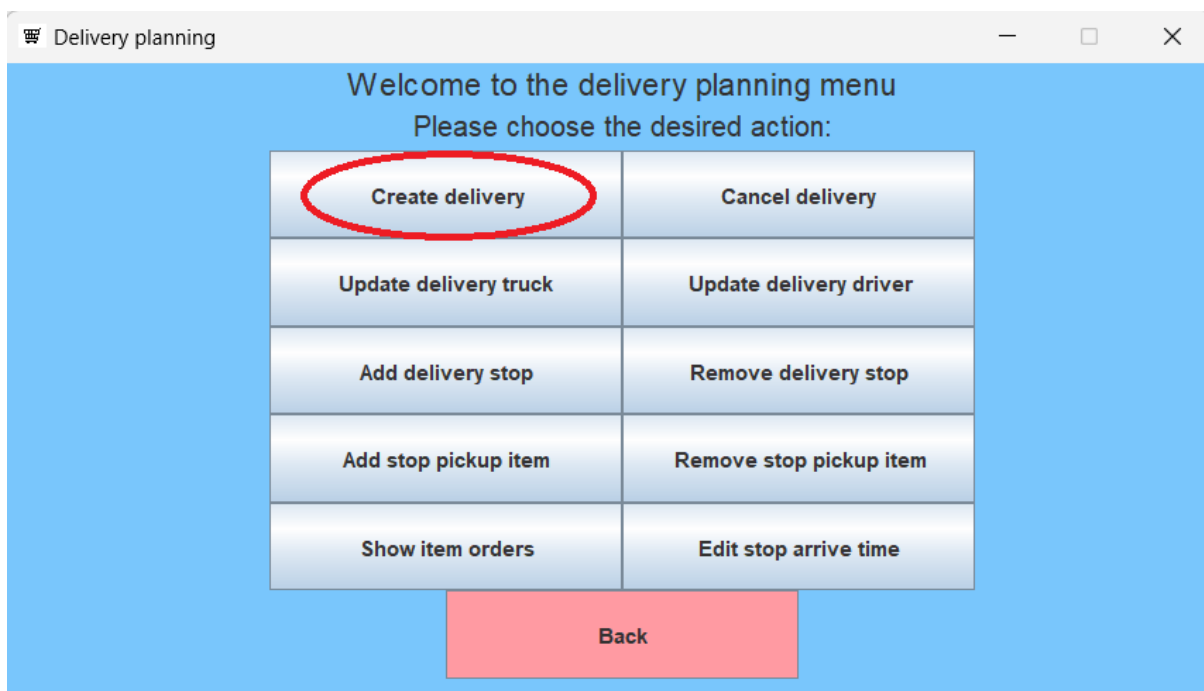 Delivery planning
Welcome to the delivery planning menu
Please choose the desired action:
Create delivery
Cancel delivery
Update delivery truck
Update delivery driver
Add delivery stop
Remove delivery stop
Add stop pickup item
Remove stop pickup item
Show item orders
Edit stop arrive time
Back